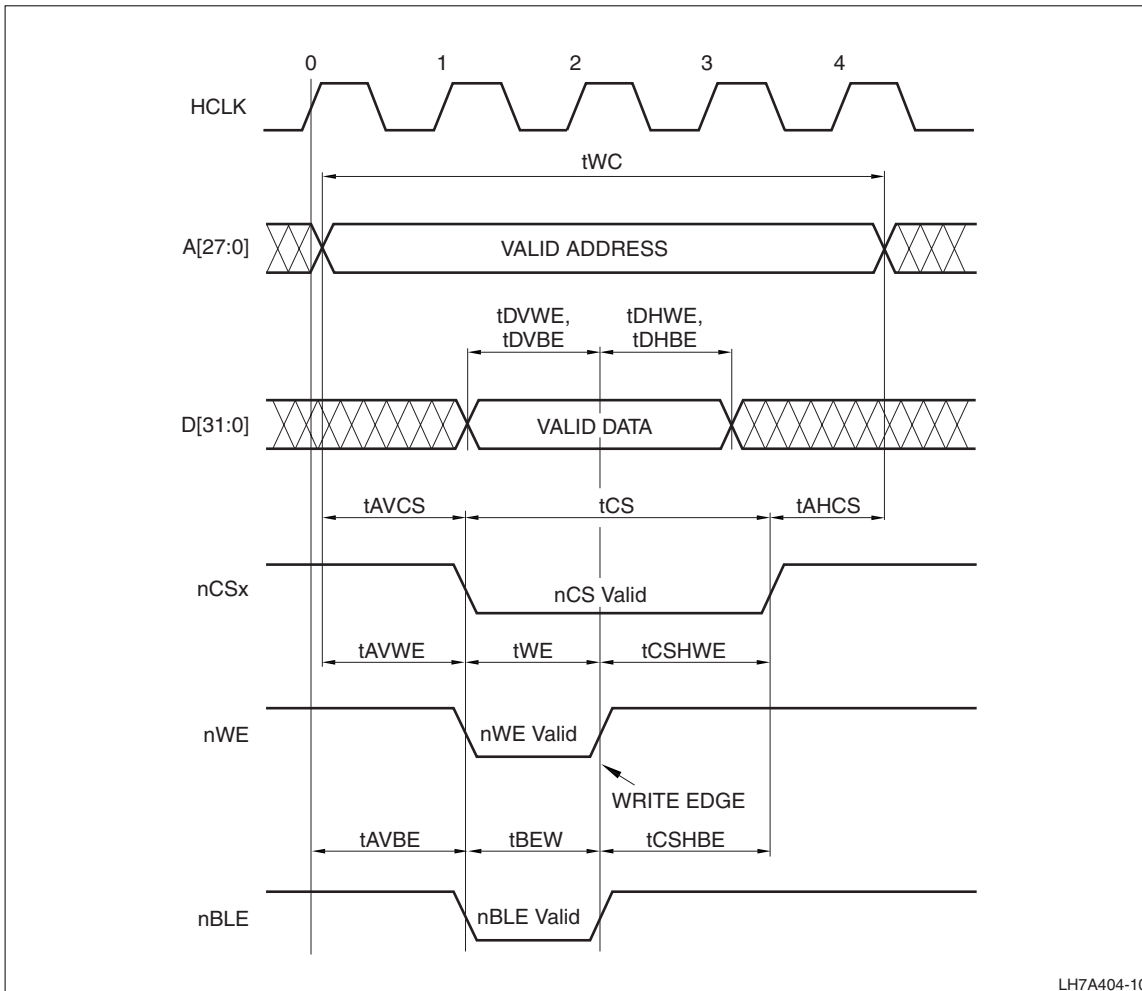 0 1 2 3 4
HCLK
tWC
A[27:0] VALID ADDRESS
tDVWE, tDHWE,
tDVBE tDHBE
D[31:0] VALID DATA
tAVCS tCS tAHCS
nCSx nCS Valid
tAVWE tWE tCSHWE
nWE nWE Valid
WRITE EDGE
tAVBE tBEW tCSHBE
nBLE nBLE Valid
LH7A404-10